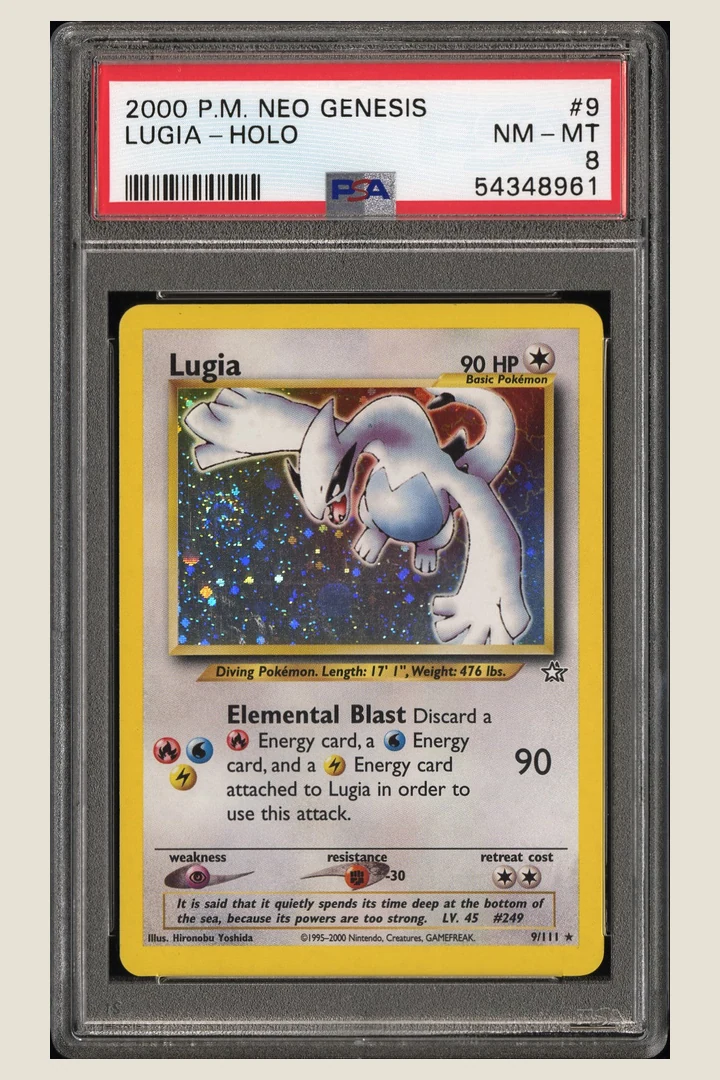 2000 P.M. NEO GENESIS #9
LUGIA – HOLO NM – MT
8
PSA 54348961
Lugia 90 HP
Basic Pokémon
Diving Pokémon. Length: 17' 1", Weight: 476 lbs.
Elemental Blast Discard a
Energy card, a Energy
card, and a Energy card
attached to Lugia in order to
use this attack.
90
weakness resistance retreat cost
-30
It is said that it quietly spends its time deep at the bottom of
the sea, because its powers are too strong. LV. 45 #249
Illus. Hironobu Yoshida ©1995–2000 Nintendo, Creatures, GAMEFREAK. 9/111 ★
PSA